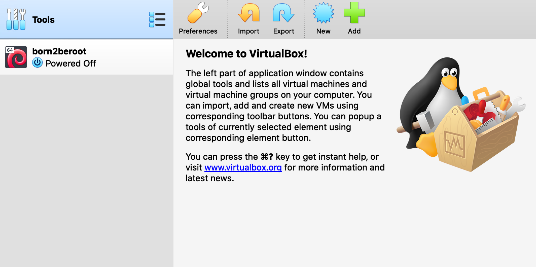 Tools
Preferences
Import
Export
New
Add
64
born2beroot
Powered Off
Welcome to VirtualBox!
The left part of application window contains
global tools and lists all virtual machines and
virtual machine groups on your computer. You
can import, add and create new VMs using
corresponding toolbar buttons. You can popup a
tools of currently selected element using
corresponding element button.
You can press the ⌘? key to get instant help, or
visit www.virtualbox.org for more information and
latest news.